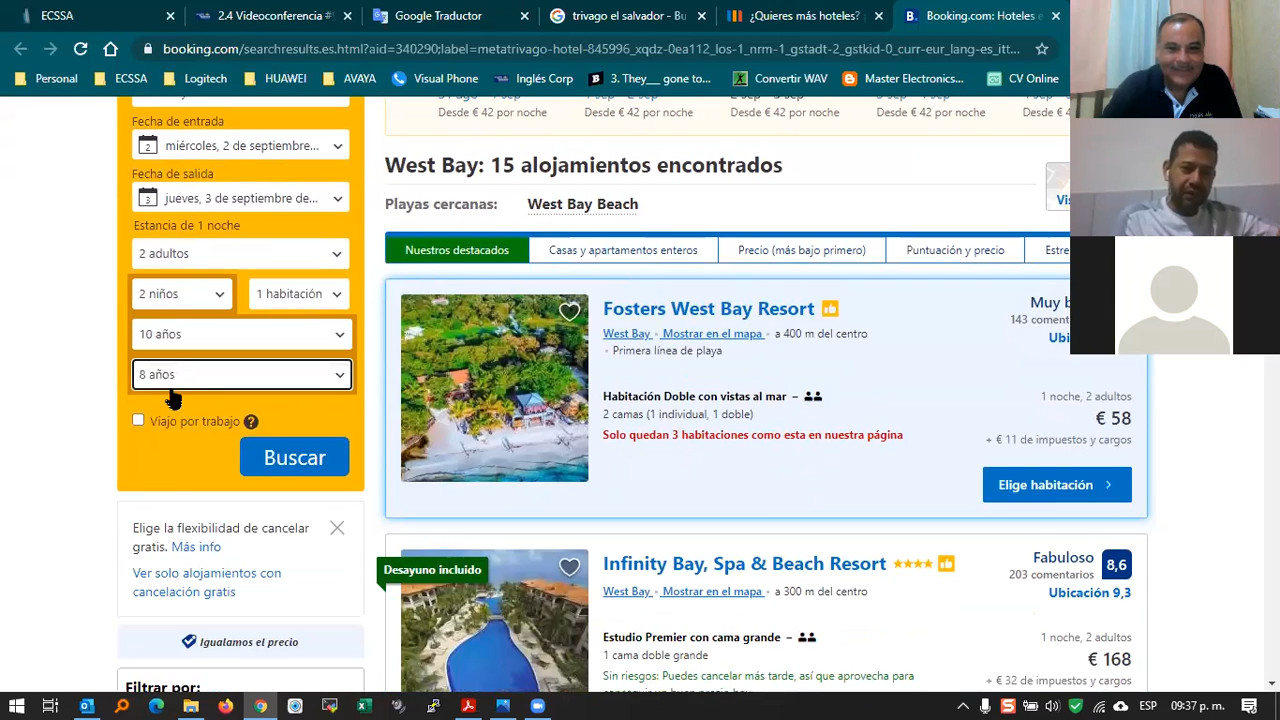 ECSSA
2.4 Videoconferencia #
Google Traductor
trivago el salvador - Bu
¿Quieres más hoteles?
Booking.com: Hoteles e
booking.com/searchresults.es.html?aid=340290;label=metatrivago-hotel-845996_xqdz-0ea112_los-1_nrm-1_gstadt-2_gstkid-0_curr-eur_lang-es_itt...
Personal
ECSSA
Logitech
HUAWEI
AVAYA
Visual Phone
Inglés Corp
3. They___ gone to...
Convertir WAV
Master Electronics...
CV Online
Desde € 42 por noche
Desde € 42 por noche
Desde € 42 por noche
Desde € 42 por noche
Desde € 42
Fecha de entrada
2 miércoles, 2 de septiembre...
Fecha de salida
3 jueves, 3 de septiembre de...
Estancia de 1 noche
2 adultos
2 niños
1 habitación
10 años
8 años
Viajo por trabajo ?
Buscar
Elige la flexibilidad de cancelar
gratis. Más info
Ver solo alojamientos con
cancelación gratis
Igualamos el precio
Filtrar por:
West Bay: 15 alojamientos encontrados
Playas cercanas: West Bay Beach
Vis
Nuestros destacados
Casas y apartamentos enteros
Precio (más bajo primero)
Puntuación y precio
Estre
Fosters West Bay Resort
Muy b
West Bay Mostrar en el mapa a 400 m del centro
143 coment
Primera línea de playa
Ubic
Habitación Doble con vistas al mar –
1 noche, 2 adultos
2 camas (1 individual, 1 doble)
€ 58
Solo quedan 3 habitaciones como esta en nuestra página
+ € 11 de impuestos y cargos
Elige habitación
Desayuno incluido
Infinity Bay, Spa & Beach Resort
Fabuloso 8,6
203 comentarios
West Bay Mostrar en el mapa a 300 m del centro
Ubicación 9,3
Estudio Premier con cama grande –
1 noche, 2 adultos
1 cama doble grande
€ 168
Sin riesgo: Puedes cancelar más tarde, así que aprovecha para
+ € 32 de impuestos y cargos
ESP
09:37 p. m.